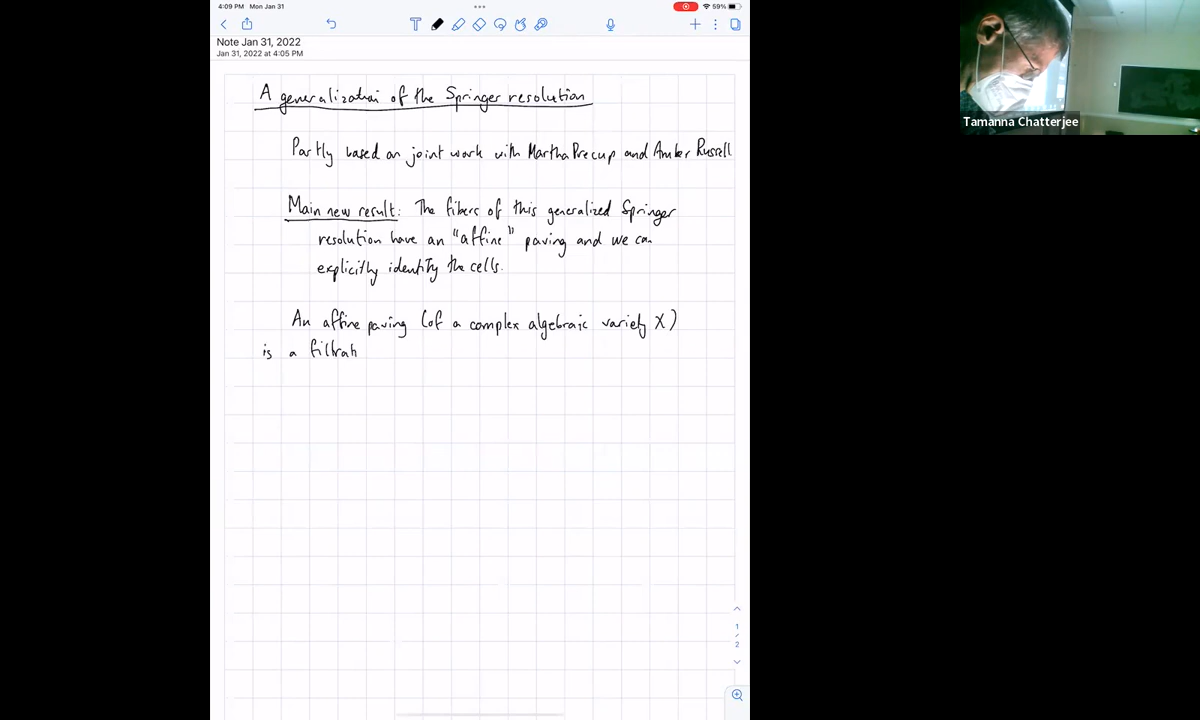 4:09 PM Mon Jan 31
59%
Note Jan 31, 2022
Jan 31, 2022 at 4:05 PM
A generalization of the Springer resolution
Partly based on joint work with Martha Precup and Amber Russell
Main new result: The fibers of this generalized Springer
resolution have an "affine" paving and we can
explicitly identify the cells.
An affine paving (of a complex algebraic variety X)
is a filtrat
1
2
Tamanna Chatterjee